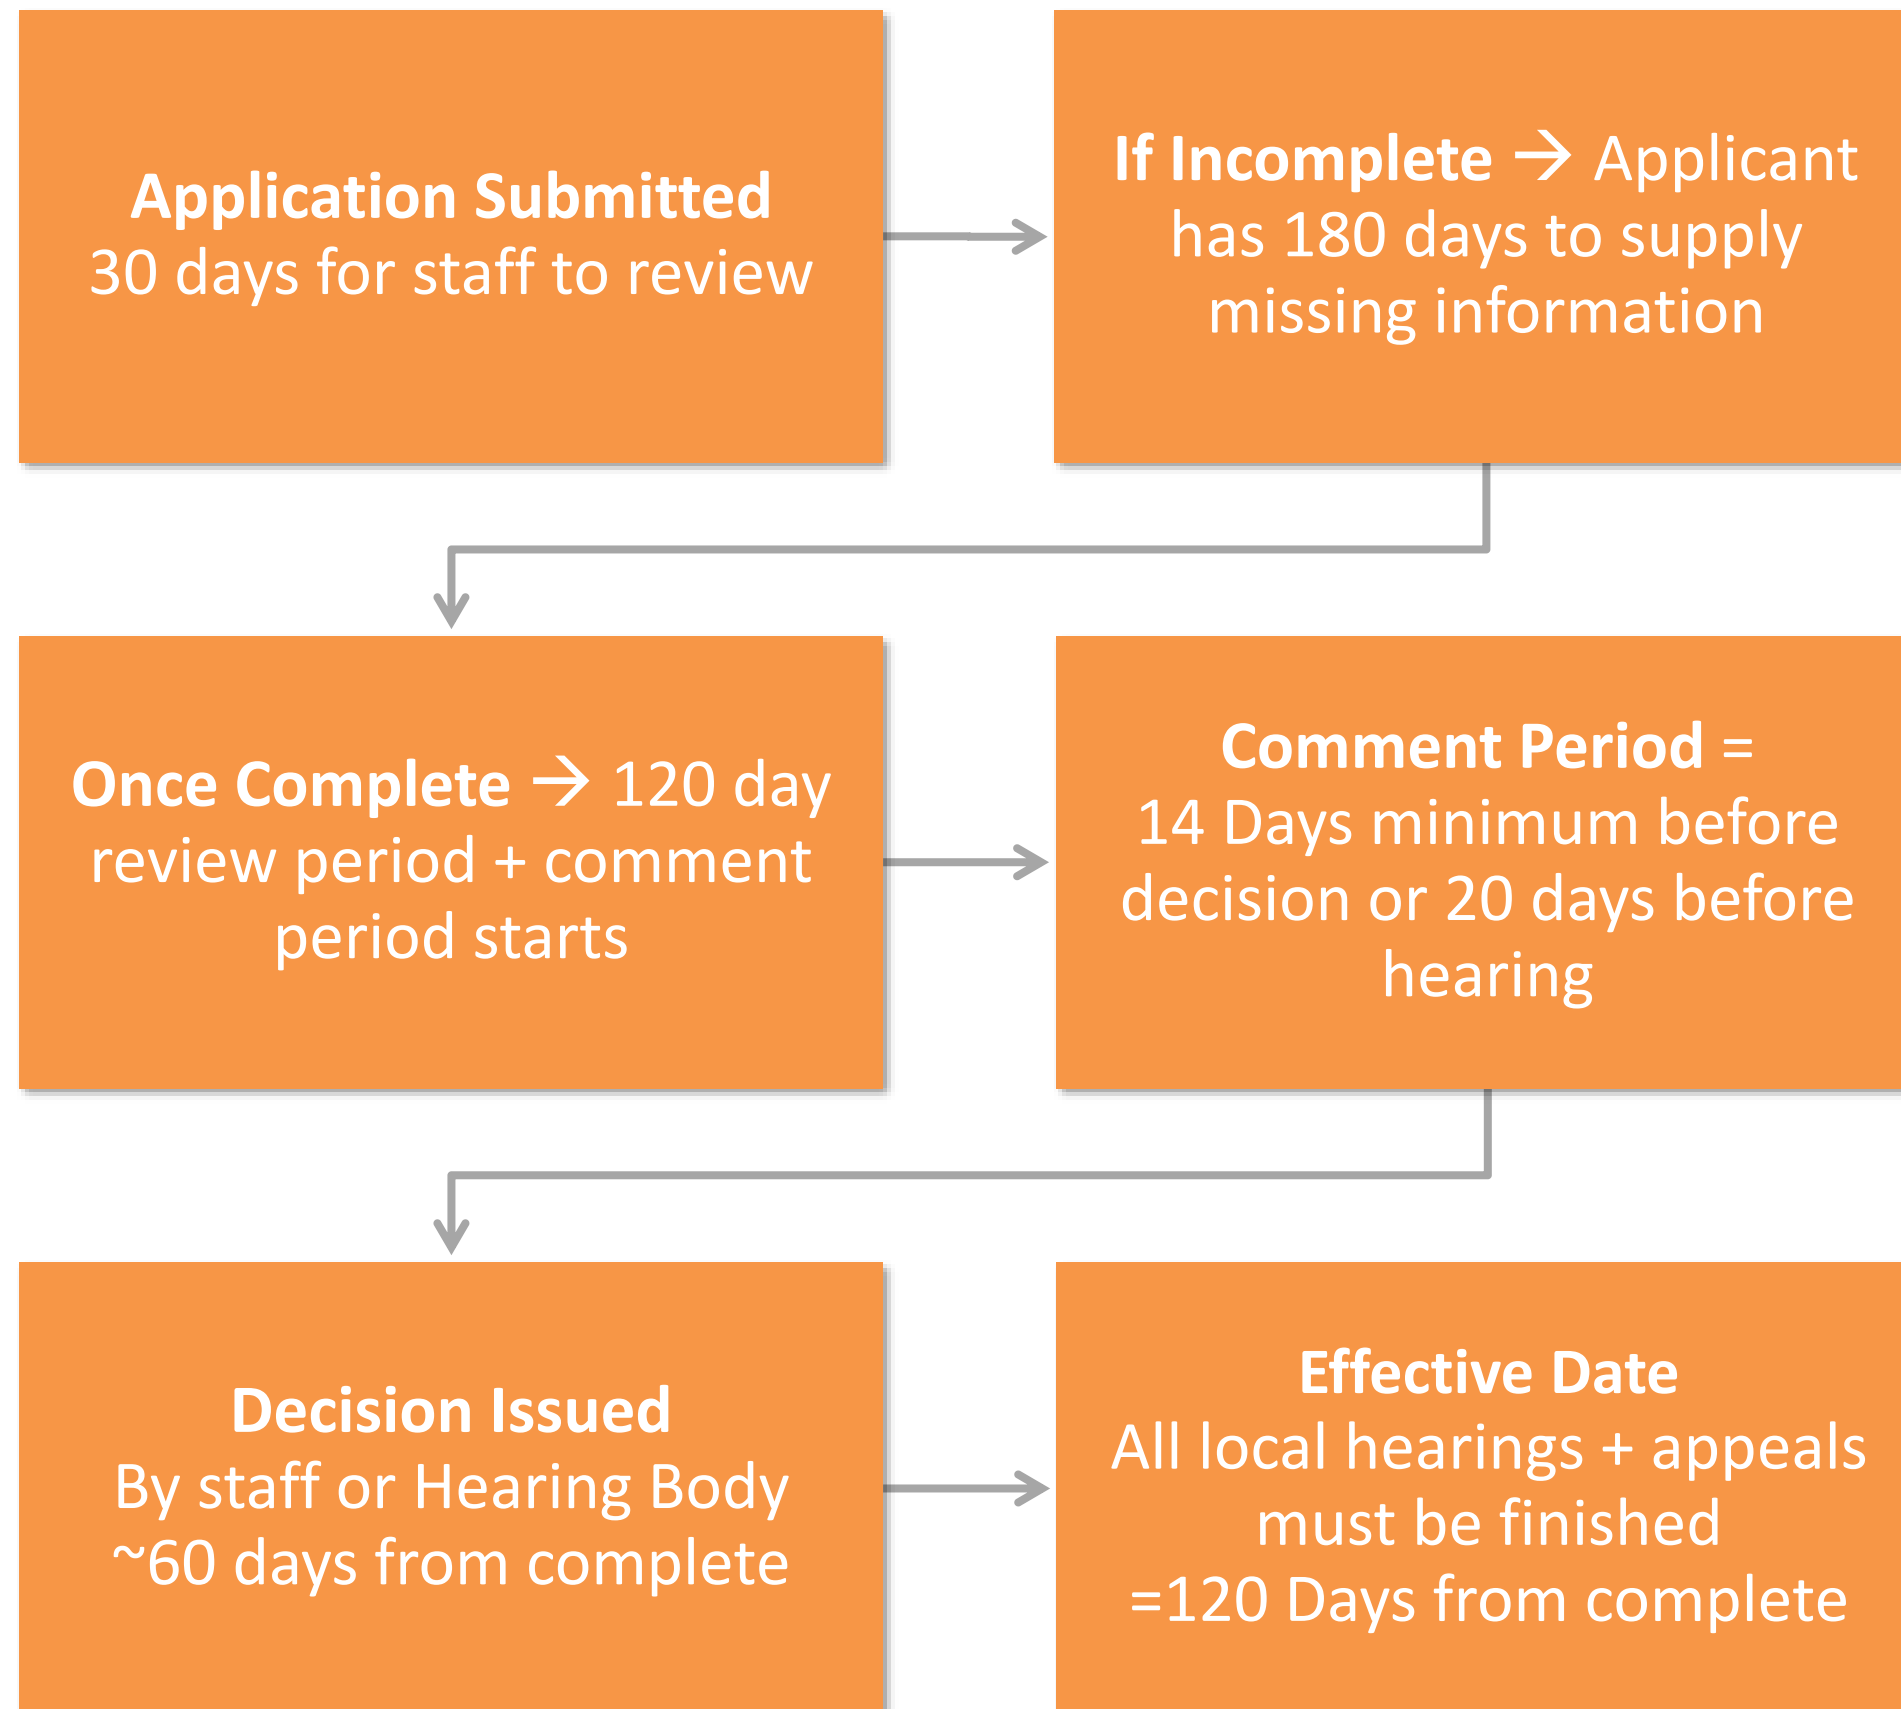 Application Submitted
30 days for staff to review
If Incomplete → Applicant
has 180 days to supply
missing information
Once Complete → 120 day
review period + comment
period starts
Comment Period =
14 Days minimum before
decision or 20 days before
hearing
Decision Issued
By staff or Hearing Body
~60 days from complete
Effective Date
All local hearings + appeals
must be finished
=120 Days from complete